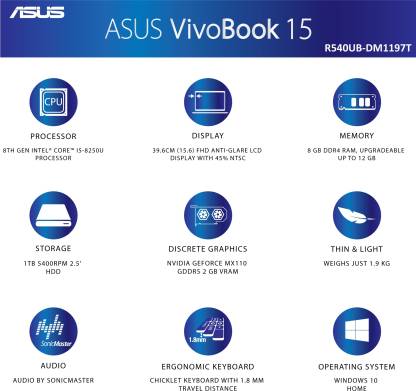 ASUS
ASUS VivoBook 15
R540UB-DM1197T
CPU
PROCESSOR
8TH GEN INTEL® CORE™ I5-8250U
PROCESSOR
DISPLAY
39.6CM (15.6) FHD ANTI-GLARE LCD
DISPLAY WITH 45% NTSC
MEMORY
8 GB DDR4 RAM, UPGRADEABLE
UP TO 12 GB
STORAGE
1TB 5400RPM 2.5'
HDD
DISCRETE GRAPHICS
NVIDIA GEFORCE MX110
GDDR5 2 GB VRAM
THIN & LIGHT
WEIGHS JUST 1.9 KG
SonicMaster
AUDIO
AUDIO BY SONICMASTER
1.8mm
ERGONOMIC KEYBOARD
CHICKLET KEYBOARD WITH 1.8 MM
TRAVEL DISTANCE
OPERATING SYSTEM
WINDOWS 10
HOME